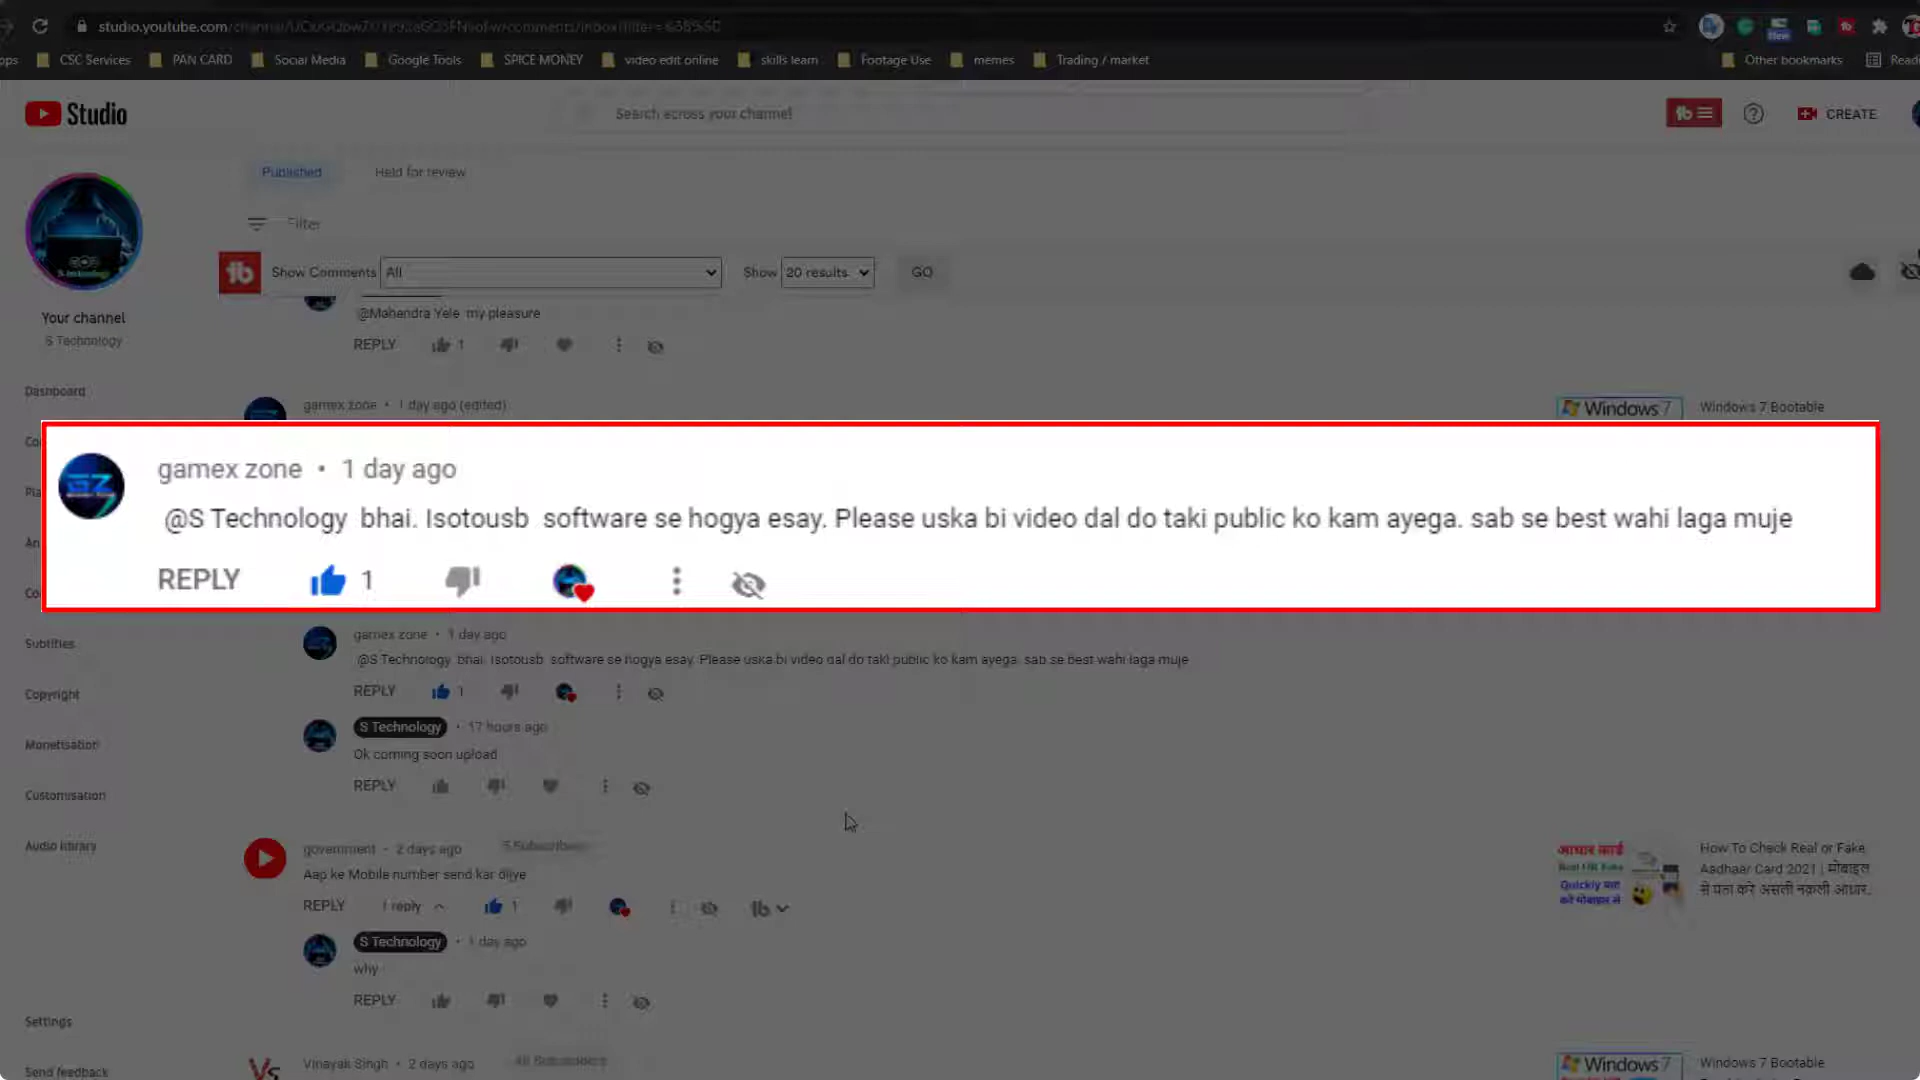 studio.youtube.com
CSC Services
PAN CARD
Social Media
Google Tools
SPICE MONEY
video edit online
skills learn
Footage Use
memes
Trading / market
Other bookmarks
Studio
Search across your channel
CREATE
Published
Held for review
Filter
Show Comments All
Show 20 results
GO
Your channel
S Technology
@Mahendra Yele my pleasure
REPLY 1
Dashboard
gamex zone • 1 day ago (edited)
Windows 7
Windows 7 Bootable
gamex zone • 1 day ago
@S Technology bhai. Isotousb software se hogya esay. Please uska bi video dal do taki public ko kam ayega. sab se best wahi laga muje
REPLY 1
Subtitles
gamex zone • 1 day ago
@S Technology bhai. Isotousb software se hogya esay. Please uska bi video dal do taki public ko kam ayega. sab se best wahi laga muje
REPLY 1
Copyright
S Technology • 17 hours ago
Ok coming soon upload
REPLY
Monetisation
Customisation
Audio library
government • 2 days ago
Aap ke Mobile number send kar dijye
REPLY 1 reply 1
How To Check Real or Fake
Aadhaar Card 2021 | मोबाइल
से पता करे असली नकली आधार..
आधार कार्ड
S Technology • 1 day ago
why
REPLY
Settings
Send feedback
Vinayak Singh • 2 days ago
Windows 7
Windows 7 Bootable